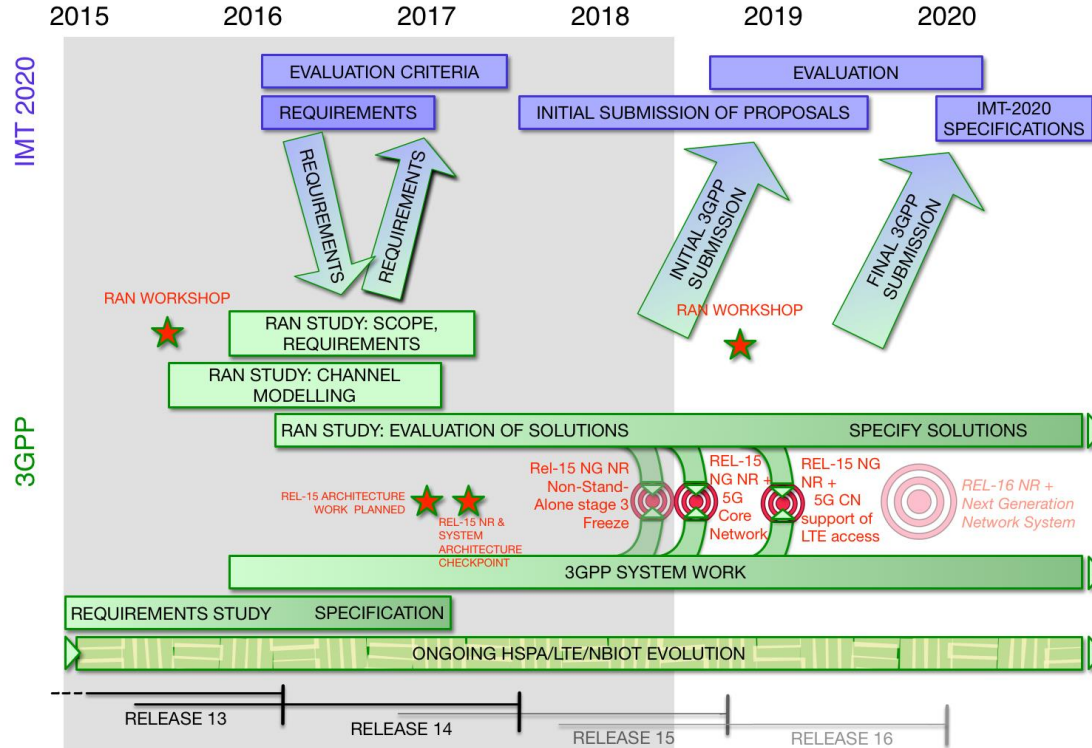 2015 2016 2017 2018 2019 2020
IMT 2020
EVALUATION CRITERIA
EVALUATION
REQUIREMENTS
INITIAL SUBMISSION OF PROPOSALS
IMT-2020
SPECIFICATIONS
REQUIREMENTS
REQUIREMENTS
INITIAL 3GPP
SUBMISSION
FINAL 3GPP
SUBMISSION
RAN WORKSHOP
RAN WORKSHOP
3GPP
RAN STUDY: SCOPE,
REQUIREMENTS
RAN STUDY: CHANNEL
MODELLING
RAN STUDY: EVALUATION OF SOLUTIONS
SPECIFY SOLUTIONS
REL-15 ARCHITECTURE
WORK PLANNED
REL-15 NR &
SYSTEM
ARCHITECTURE
CHECKPOINT
Rel-15 NG NR
Non-Stand-
Alone stage 3
Freeze
REL-15
NG NR +
5G
Core
Network
REL-15 NG
NR +
5G CN
support of
LTE access
REL-16 NR +
Next Generation
Network System
3GPP SYSTEM WORK
REQUIREMENTS STUDY
SPECIFICATION
ONGOING HSPA/LTE/NBIOT EVOLUTION
RELEASE 13
RELEASE 14
RELEASE 15
RELEASE 16